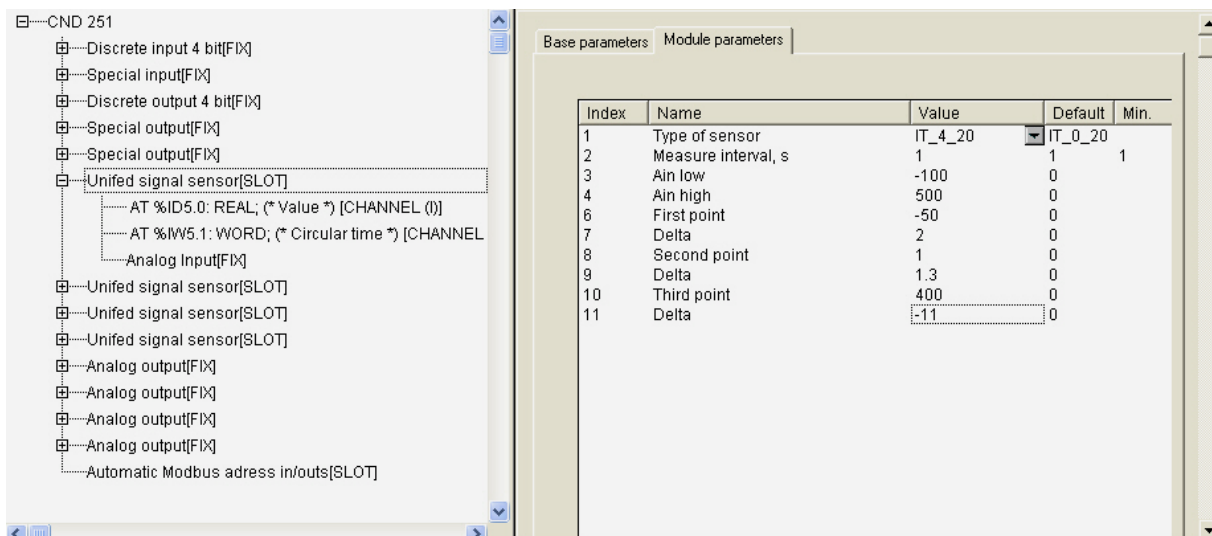 CND 251
Discrete input 4 bit[FIX]
Special input[FIX]
Discrete output 4 bit[FIX]
Special output[FIX]
Special output[FIX]
Unifed signal sensor[SLOT]
AT %ID5.0: REAL; (* Value *) [CHANNEL (I)]
AT %IW5.1: WORD; (* Circular time *) [CHANNEL
Analog Input[FIX]
Unifed signal sensor[SLOT]
Unifed signal sensor[SLOT]
Unifed signal sensor[SLOT]
Analog output[FIX]
Analog output[FIX]
Analog output[FIX]
Analog output[FIX]
Automatic Modbus adress in/outs[SLOT]
Base parameters Module parameters
Index Name Value Default Min.
1 Type of sensor IT_4_20 IT_0_20
2 Measure interval, s 1 1 1
3 Ain low -100 0
4 Ain high 500 0
6 First point -50 0
7 Delta 2 0
8 Second point 1 0
9 Delta 1.3 0
10 Third point 400 0
11 Delta -11 0